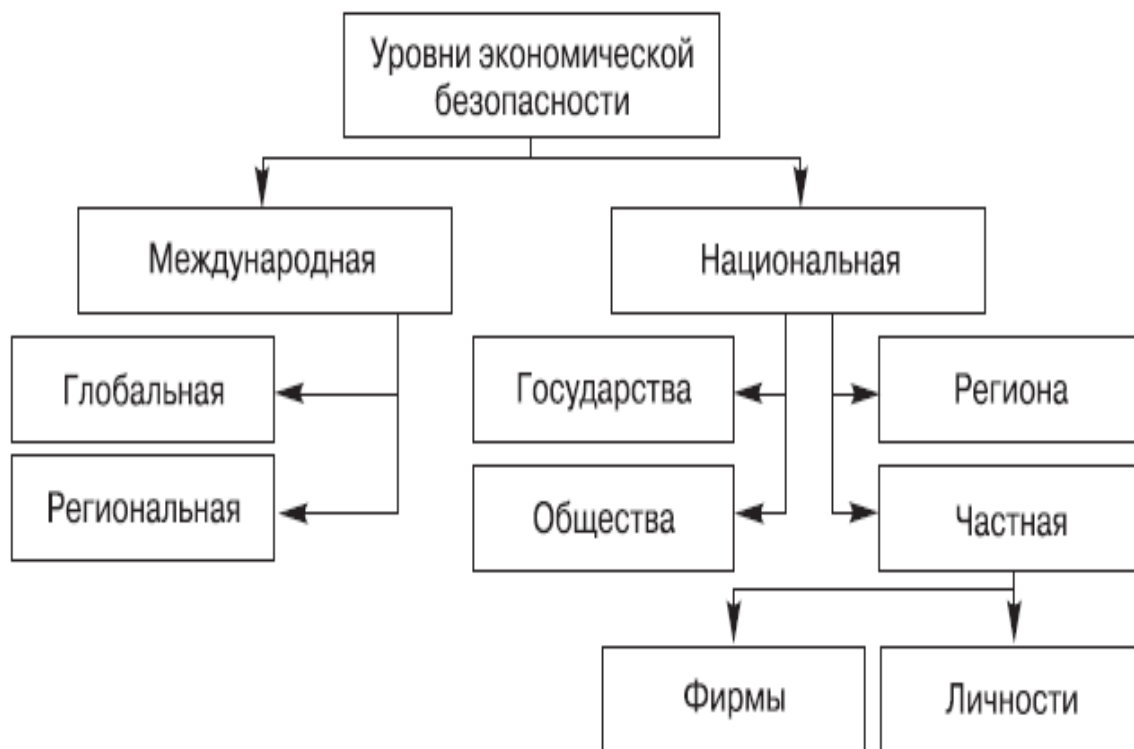 Уровни экономической
безопасности
Международная
Национальная
Глобальная
Государства
Региона
Региональная
Общества
Частная
Фирмы
Личности